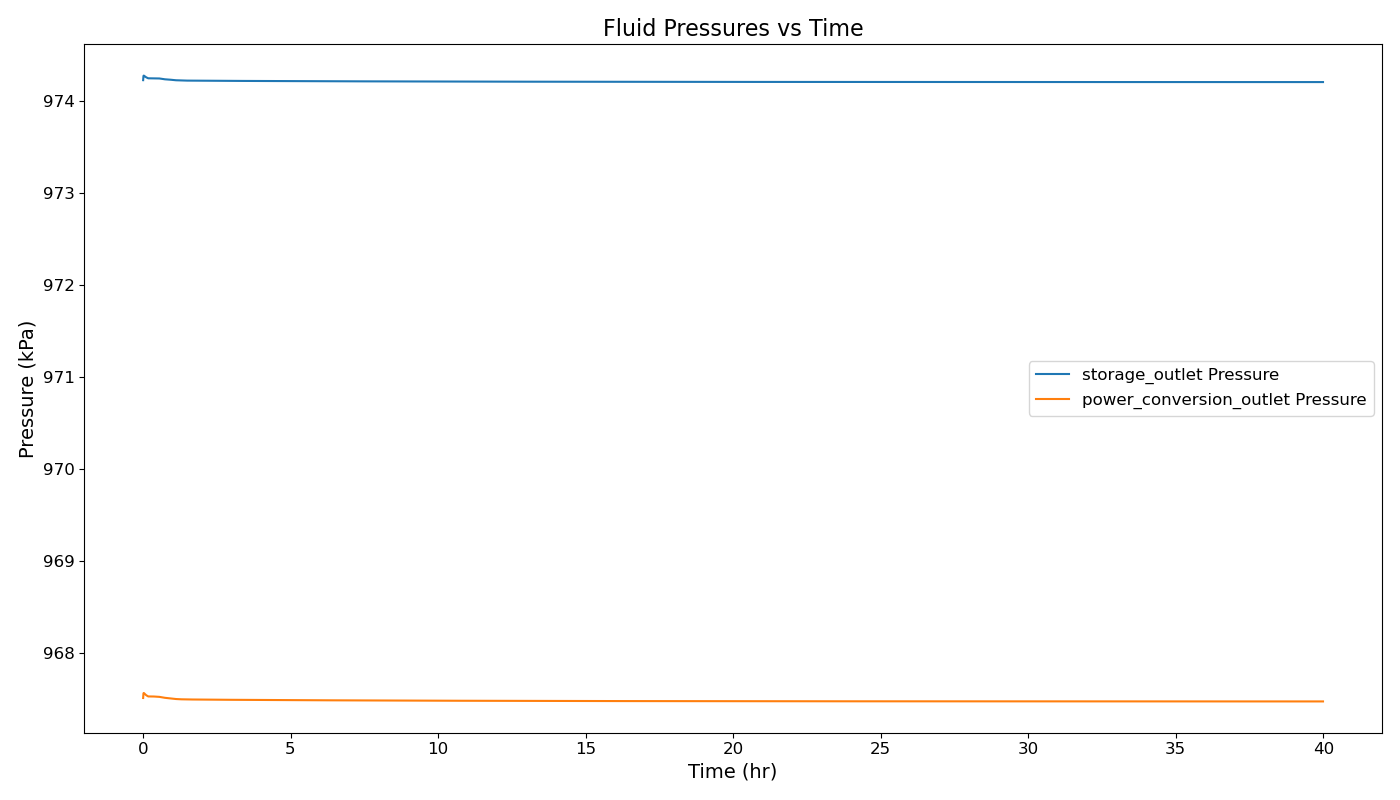 Fluid Pressures vs Time
Pressure (kPa)
974
973
972
971
970
969
968
storage_outlet Pressure
power_conversion_outlet Pressure
0 5 10 15 20 25 30 35 40
Time (hr)